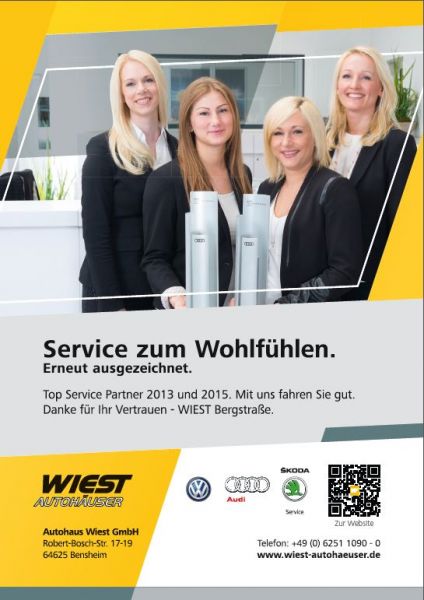 Service zum Wohlfühlen.
Erneut ausgezeichnet.
Top Service Partner 2013 und 2015. Mit uns fahren Sie gut.
Danke für Ihr Vertrauen - WIEST Bergstraße.
WIEST
AUTOHÄUSER
Autohaus Wiest GmbH
Robert-Bosch-Str. 17-19
64625 Bensheim
Audi
ŠKODA
Service
Zur Website
Telefon: +49 (0) 6251 1090 - 0
www.wiest-autohaeuser.de